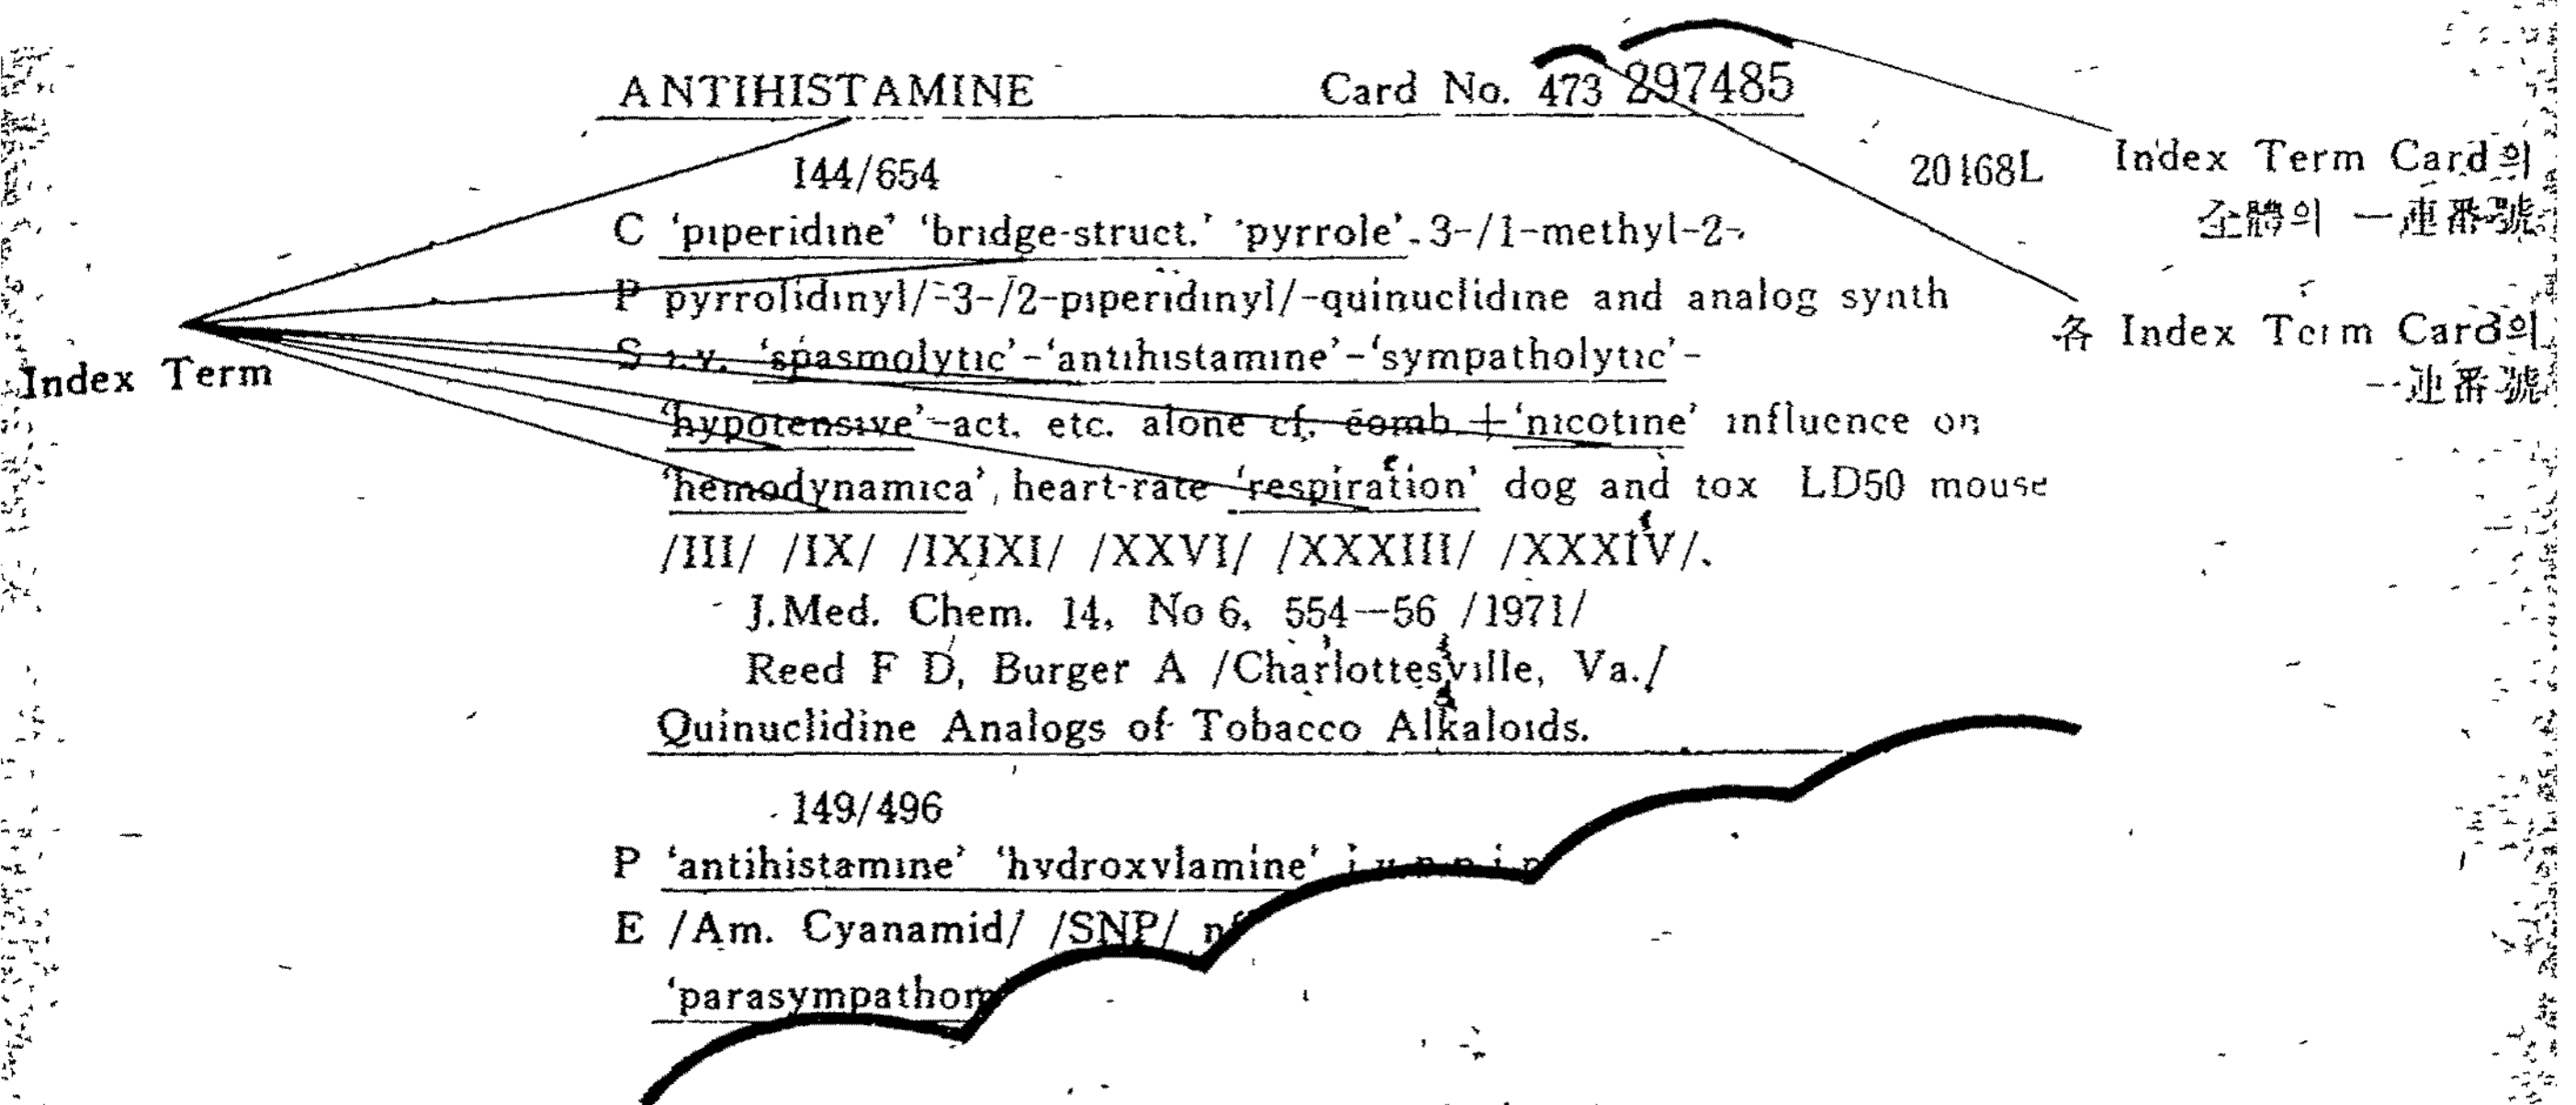 ANTIHISTAMINE Card No. 473 297485
144/654 20168L
Index Term Card의
全體의 一連番號
C ‘piperidine’ ‘bridge-struct.’ ‘pyrrole’. 3-/1-methyl-2-
P pyrrolidinyl/-3-/2-piperidinyl/-quinuclidine and analog synth
各 Index Term Card의
一連番號
S i.v. ‘spasmolytic’-‘antihistamine’-‘sympatholytic’-
Index Term
‘hypotensive’-act. etc. alone cf. comb. + ‘nicotine’ influence on
‘hemodynamica’, heart-rate ‘respiration’ dog and tox LD50 mouse
/III/ /IX/ /IXIXI/ /XXVI/ /XXXIII/ /XXXIV/.
J.Med. Chem. 14, No 6, 554—56 /1971/
Reed F D, Burger A /Charlottesville, Va./
Quinuclidine Analogs of Tobacco Alkaloids.
149/496
P ‘antihistamine’ ‘hydroxylamine’
E /Am. Cyanamid/ /SNP/
‘parasympathom